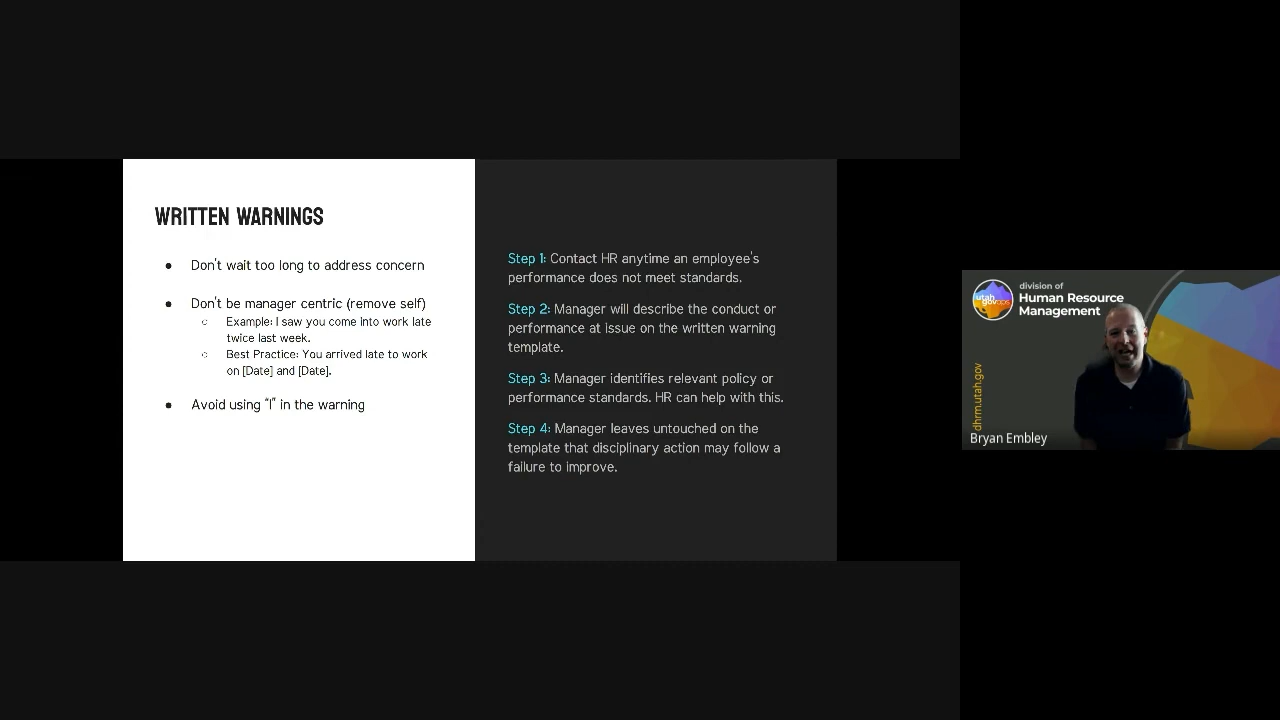 WRITTEN WARNINGS
● Don't wait too long to address concern
● Don't be manager centric (remove self)
○ Example: I saw you come into work late
twice last week.
○ Best Practice: You arrived late to work
on [Date] and [Date].
● Avoid using "I" in the warning
Step 1: Contact HR anytime an employee's
performance does not meet standards.
Step 2: Manager will describe the conduct or
performance at issue on the written warning
template.
Step 3: Manager identifies relevant policy or
performance standards. HR can help with this.
Step 4: Manager leaves untouched on the
template that disciplinary action may follow a
failure to improve.
utah
gov ops
division of
Human Resource
Management
dhrm.utah.gov
Bryan Embley